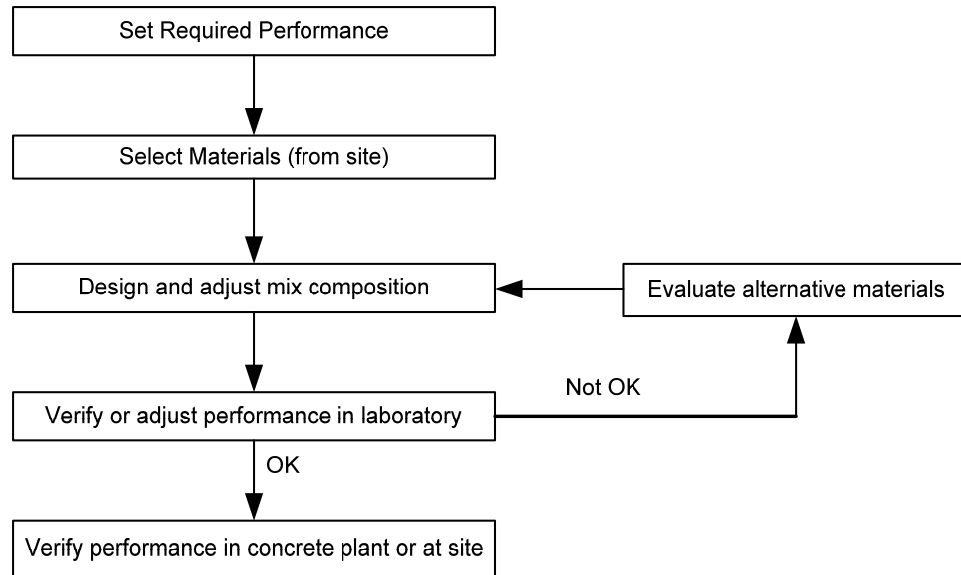 Set Required Performance
Select Materials (from site)
Design and adjust mix composition
Evaluate alternative materials
Not OK
Verify or adjust performance in laboratory
OK
Verify performance in concrete plant or at site